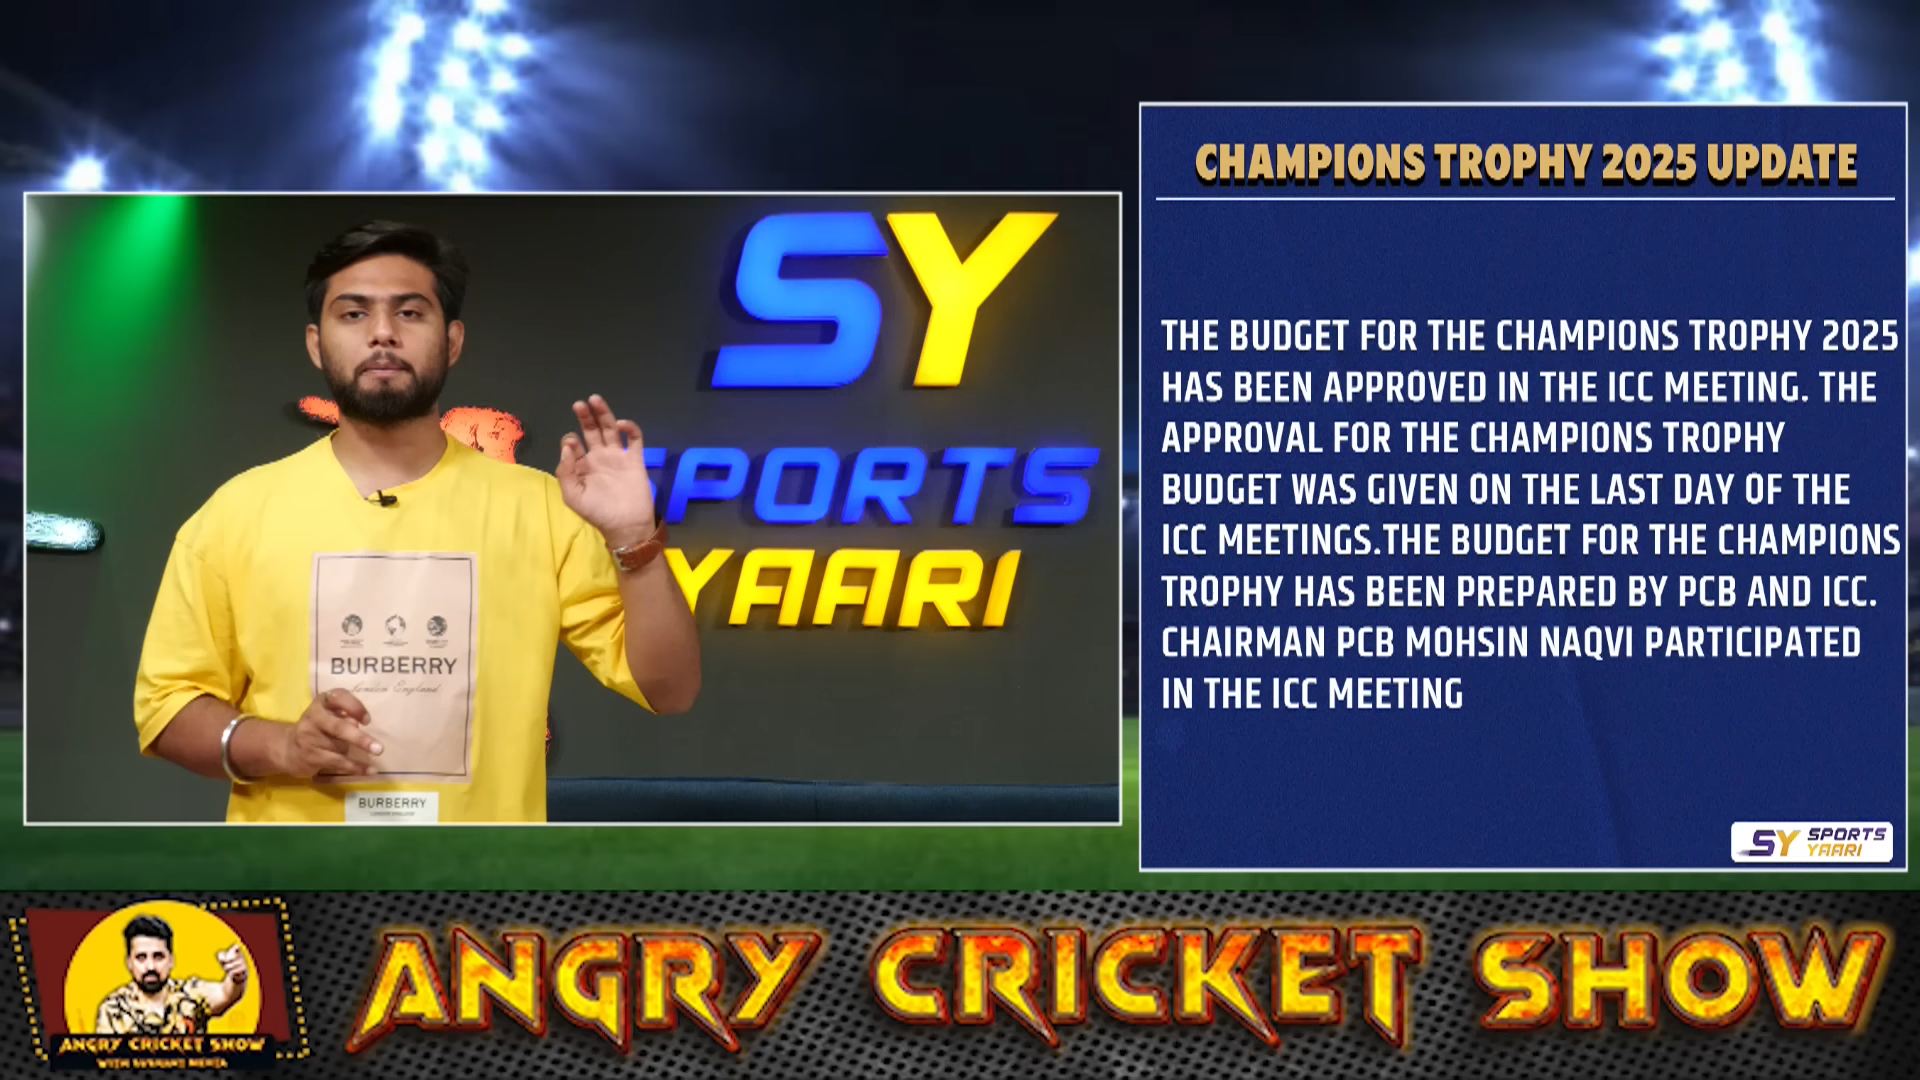 CHAMPIONS TROPHY 2025 UPDATE
SY
SPORTS
YAARI
BURBERRY
London England
BURBERRY
THE BUDGET FOR THE CHAMPIONS TROPHY 2025
HAS BEEN APPROVED IN THE ICC MEETING. THE
APPROVAL FOR THE CHAMPIONS TROPHY
BUDGET WAS GIVEN ON THE LAST DAY OF THE
ICC MEETINGS.THE BUDGET FOR THE CHAMPIONS
TROPHY HAS BEEN PREPARED BY PCB AND ICC.
CHAIRMAN PCB MOHSIN NAQVI PARTICIPATED
IN THE ICC MEETING
SY SPORTS
YAARI
ANGRY CRICKET SHOW
ANGRY CRICKET SHOW
WITH